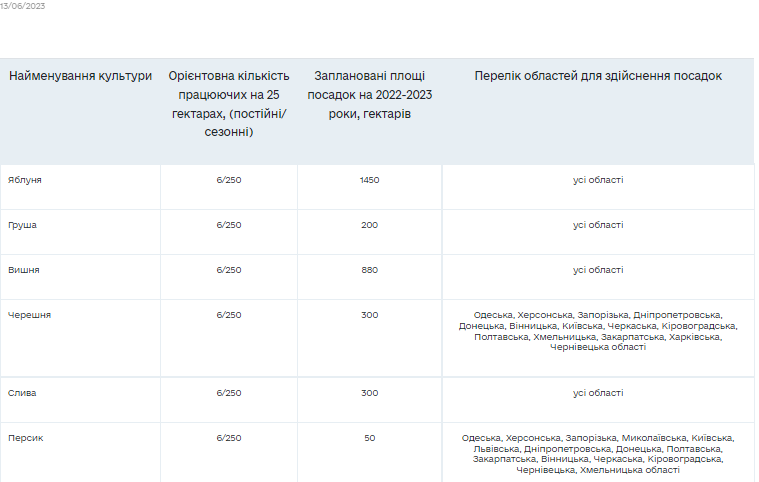 13/06/2023
Найменування культури
Орієнтовна кількість
працюючих на 25
гектарах, (постійні/
сезонні)
Заплановані площі
посадок на 2022-2023
роки, гектарів
Перелік областей для здійснення посадок
Яблуня 6/250 1450 усі області
Груша 6/250 200 усі області
Вишня 6/250 880 усі області
Черешня 6/250 300 Одеська, Херсонська, Запорізька, Дніпропетровська,
Донецька, Вінницька, Київська, Черкаська, Кіровоградська,
Полтавська, Хмельницька, Закарпатська, Харківська,
Чернівецька області
Слива 6/250 300 усі області
Персик 6/250 50 Одеська, Херсонська, Запорізька, Миколаївська, Київська,
Львівська, Дніпропетровська, Донецька, Полтавська,
Закарпатська, Вінницька, Черкаська, Кіровоградська,
Чернівецька, Хмельницька області